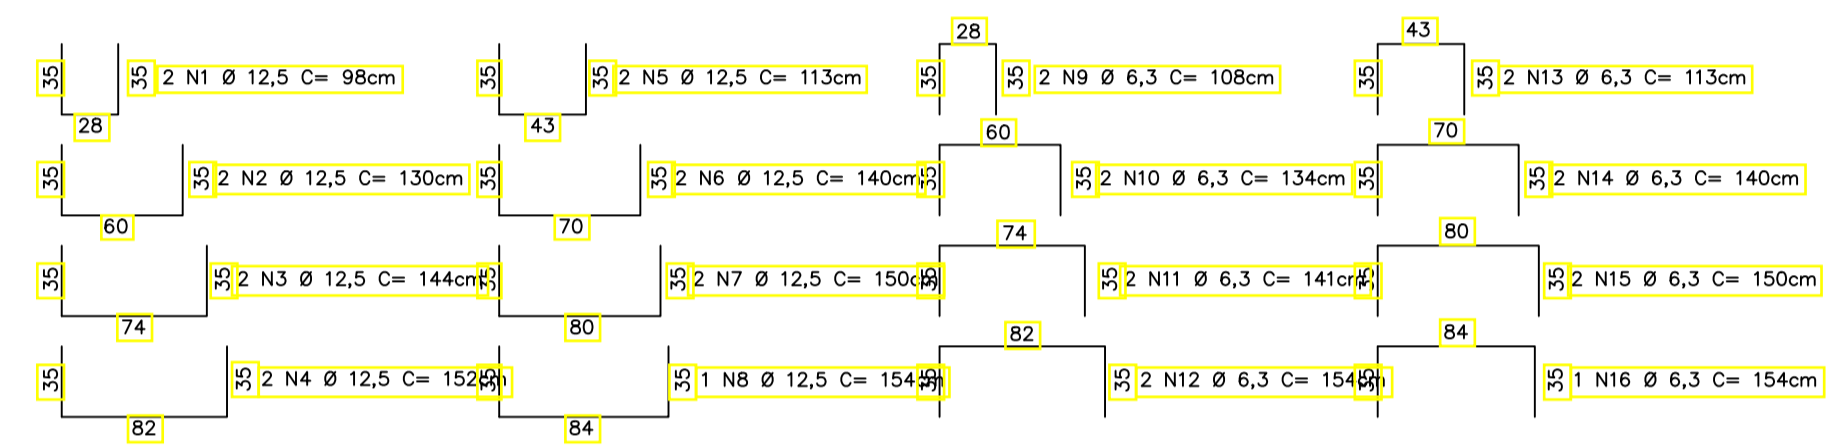 28 43
35 35 2 N1 Ø 12,5 C= 98cm 35 35 2 N5 Ø 12,5 C= 113cm 35 35 2 N9 Ø 6,3 C= 108cm 35 35 2 N13 Ø 6,3 C= 113cm
28 43 60 70
35 35 2 N2 Ø 12,5 C= 130cm 35 35 2 N6 Ø 12,5 C= 140cm 35 35 2 N10 Ø 6,3 C= 134cm 35 35 2 N14 Ø 6,3 C= 140cm
60 70 74 80
35 35 2 N3 Ø 12,5 C= 144cm 35 35 2 N7 Ø 12,5 C= 150cm 35 35 2 N11 Ø 6,3 C= 141cm 35 35 2 N15 Ø 6,3 C= 150cm
74 80 82 84
35 35 2 N4 Ø 12,5 C= 152cm 35 35 1 N8 Ø 12,5 C= 154cm 35 35 2 N12 Ø 6,3 C= 154cm 35 35 1 N16 Ø 6,3 C= 154cm
82 84